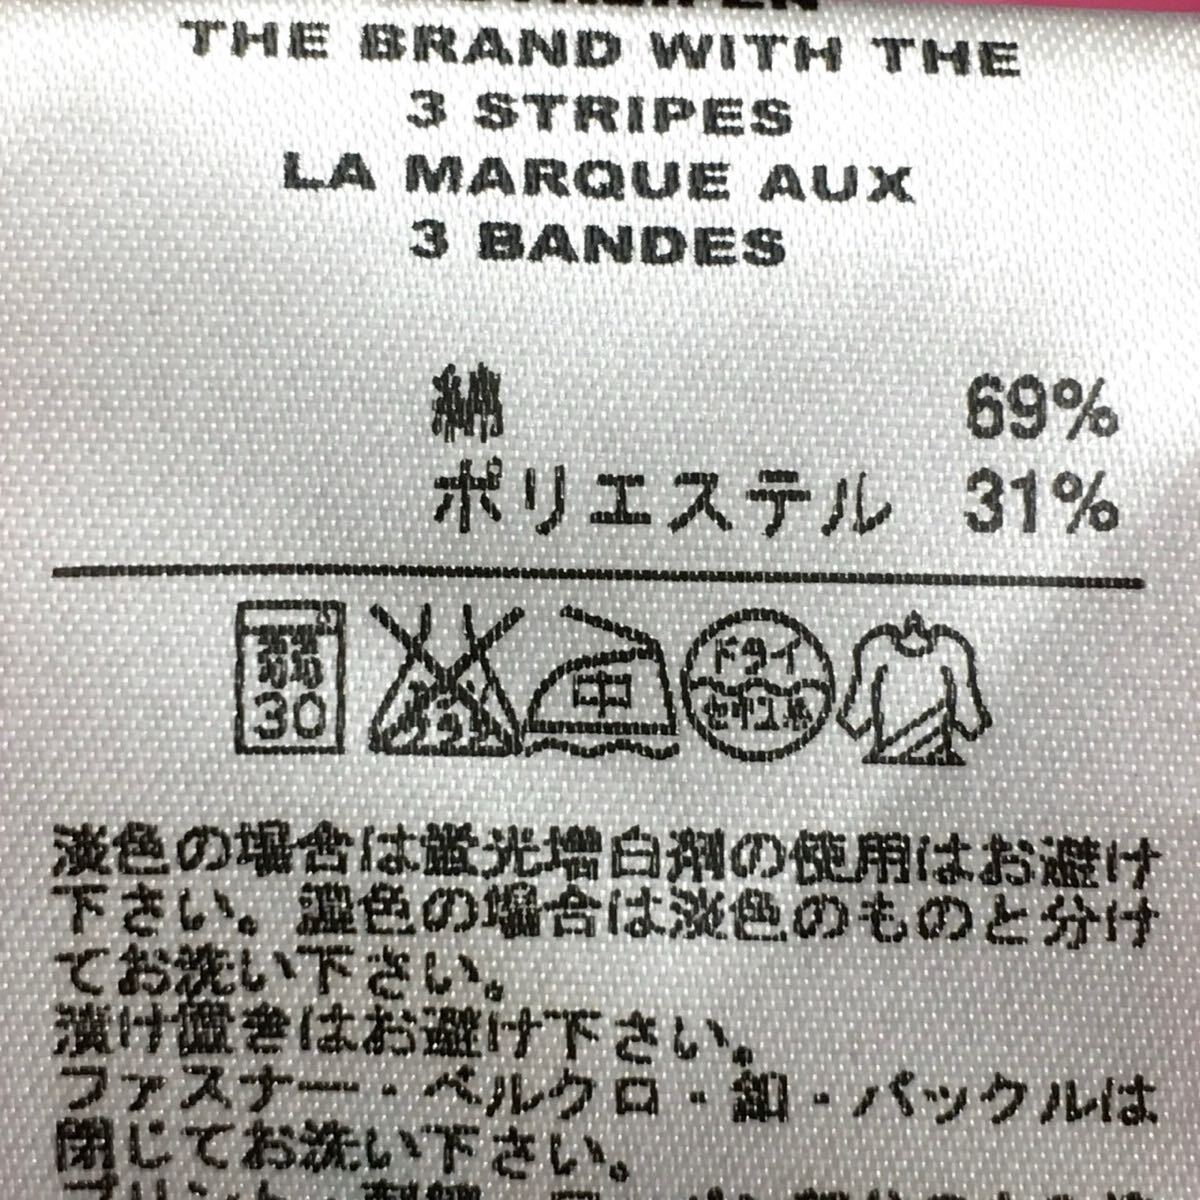 THE BRAND WITH THE
3 STRIPES
LA MARQUE AUX
3 BANDES
綿 69%
ポリエステル 31%
30
中
ドライ
セキユ系
淡色の場合は蛍光増白剤の使用はお避け
下さい。濃色の場合は淡色のものと分け
てお洗い下さい。
漬け置きはお避け下さい。
ファスナー・ベルクロ・釦・バックルは
閉じてお洗い下さい。